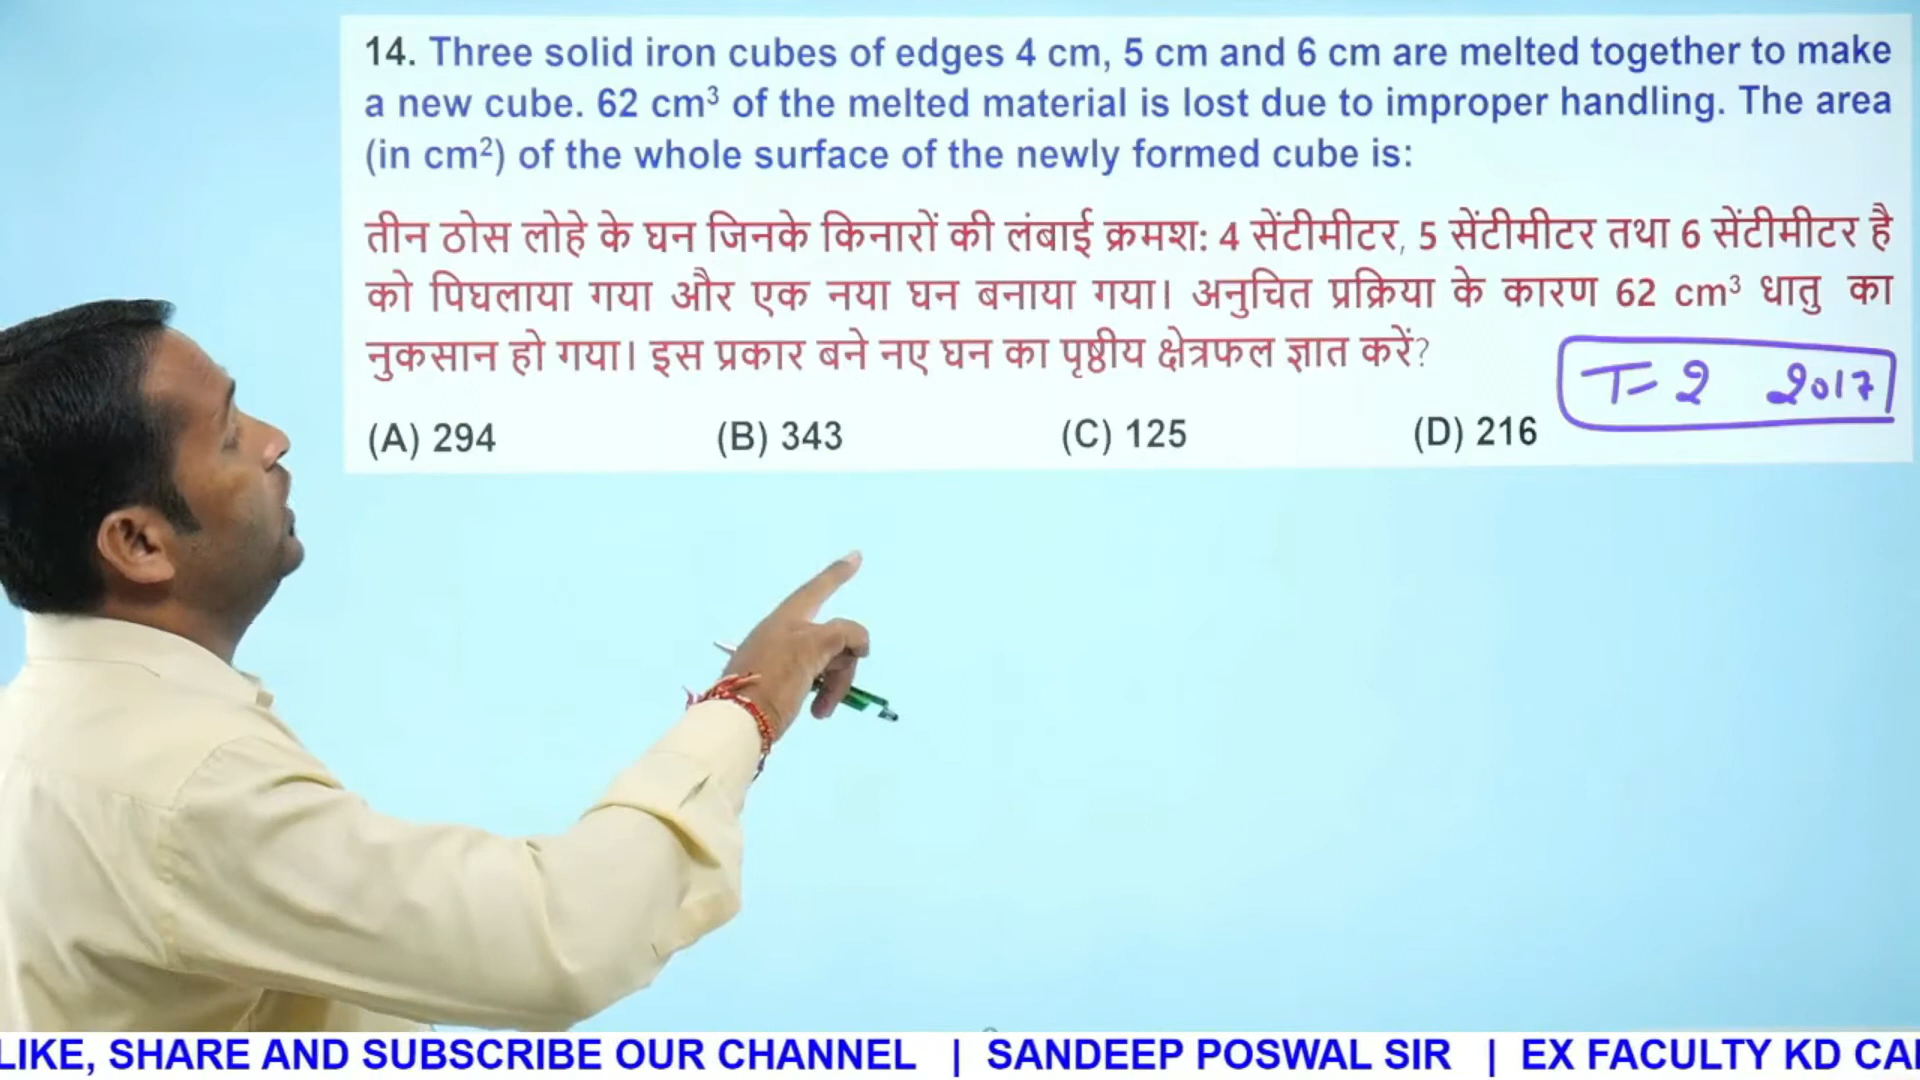 14. Three solid iron cubes of edges 4 cm, 5 cm and 6 cm are melted together to make
a new cube. 62 cm³ of the melted material is lost due to improper handling. The area
(in cm²) of the whole surface of the newly formed cube is:
तीन ठोस लोहे के घन जिनके किनारों की लंबाई क्रमश: 4 सेंटीमीटर, 5 सेंटीमीटर तथा 6 सेंटीमीटर है
को पिघलाया गया और एक नया घन बनाया गया। अनुचित प्रक्रिया के कारण 62 cm³ धातु का
नुकसान हो गया। इस प्रकार बने नए घन का पृष्ठीय क्षेत्रफल ज्ञात करें?
T-2 2017
(A) 294 (B) 343 (C) 125 (D) 216
LIKE, SHARE AND SUBSCRIBE OUR CHANNEL | SANDEEP POSWAL SIR | EX FACULTY KD